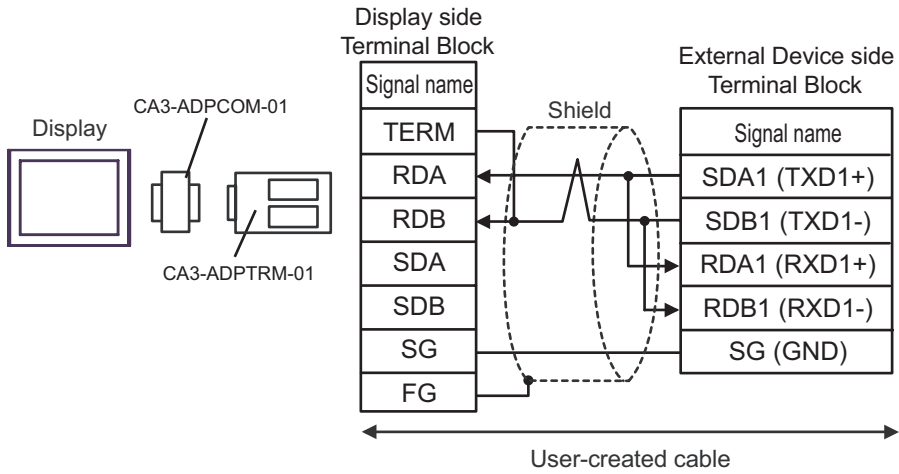 Display side
Terminal Block
External Device side
Terminal Block
CA3-ADPCOM-01
Display
CA3-ADPTRM-01
Shield
Signal name
TERM
RDA
RDB
SDA
SDB
SG
FG
Signal name
SDA1 (TXD1+)
SDB1 (TXD1-)
RDA1 (RXD1+)
RDB1 (RXD1-)
SG (GND)
User-created cable